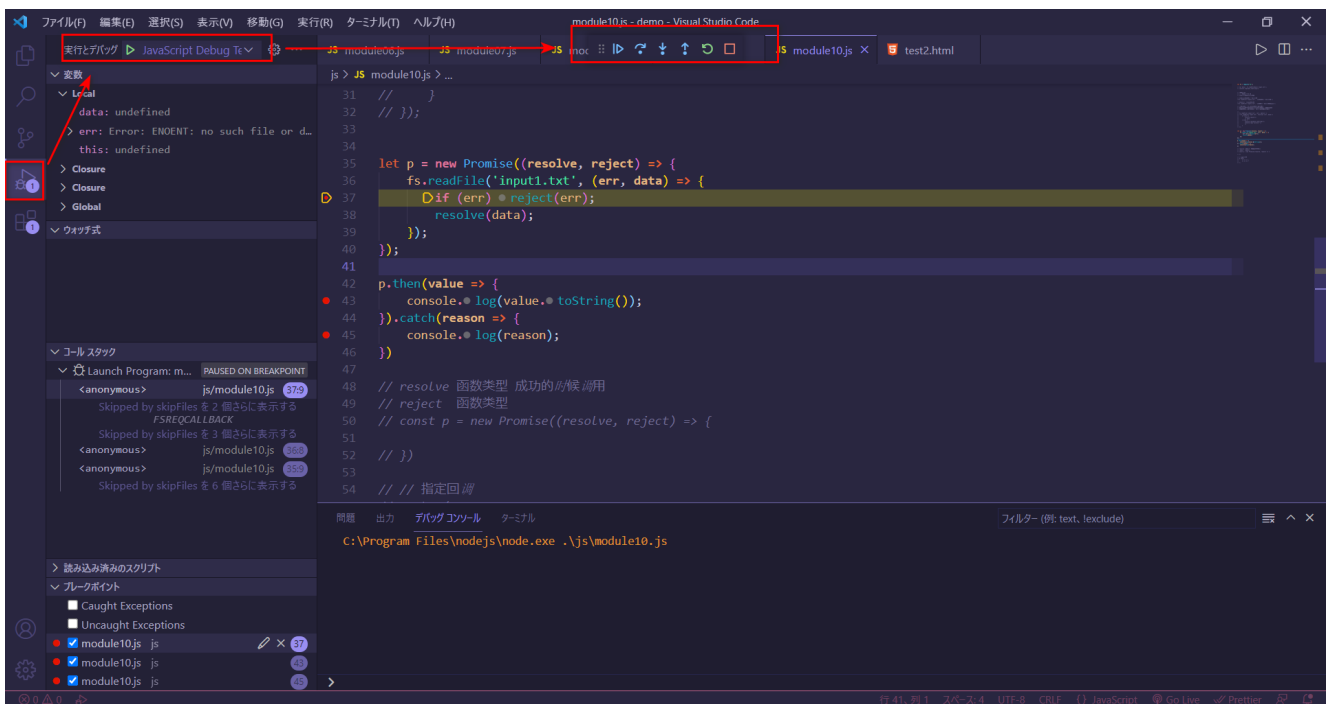 ファイル(F) 編集(E) 選択(S) 表示(V) 移動(G) 実行(R) ターミナル(T) ヘルプ(H) module10.js - demo - Visual Studio Code
実行とデバッグ JavaScript Debug Te
JS module06.js JS module07.js JS mod JS module10.js test2.html
js > JS module10.js > ...
変数
Local
data: undefined
err: Error: ENOENT: no such file or d…
this: undefined
Closure
Closure
Global
ウォッチ式
コール スタック
Launch Program: m... PAUSED ON BREAKPOINT
<anonymous> js/module10.js 37:9
Skipped by skipFiles を 2 個さらに表示する
FSREQCALLBACK
Skipped by skipFiles を 3 個さらに表示する
<anonymous> js/module10.js 36:8
<anonymous> js/module10.js 35:9
Skipped by skipFiles を 6 個さらに表示する
読み込み済みのスクリプト
ブレークポイント
Caught Exceptions
Uncaught Exceptions
module10.js js 37
module10.js js 43
module10.js js 45
1
1
31 // }
32 // });
33
34
35 let p = new Promise((resolve, reject) => {
36 fs.readFile('input1.txt', (err, data) => {
37 if (err) reject(err);
38 resolve(data);
39 });
40 });
41
42 p.then(value => {
43 console. log(value. toString());
44 }).catch(reason => {
45 console. log(reason);
46 })
47
48 // resolve 函数类型 成功的时候调用
49 // reject 函数类型
50 // const p = new Promise((resolve, reject) => {
51
52 // })
53
54 // // 指定回调
問題 出力 デバッグ コンソール ターミナル フィルター (例: text、!exclude)
C:\Program Files\nodejs\node.exe .\js\module10.js
>
0 0 行 41、列 1 スペース: 4 UTF-8 CRLF {} JavaScript Go Live Prettier